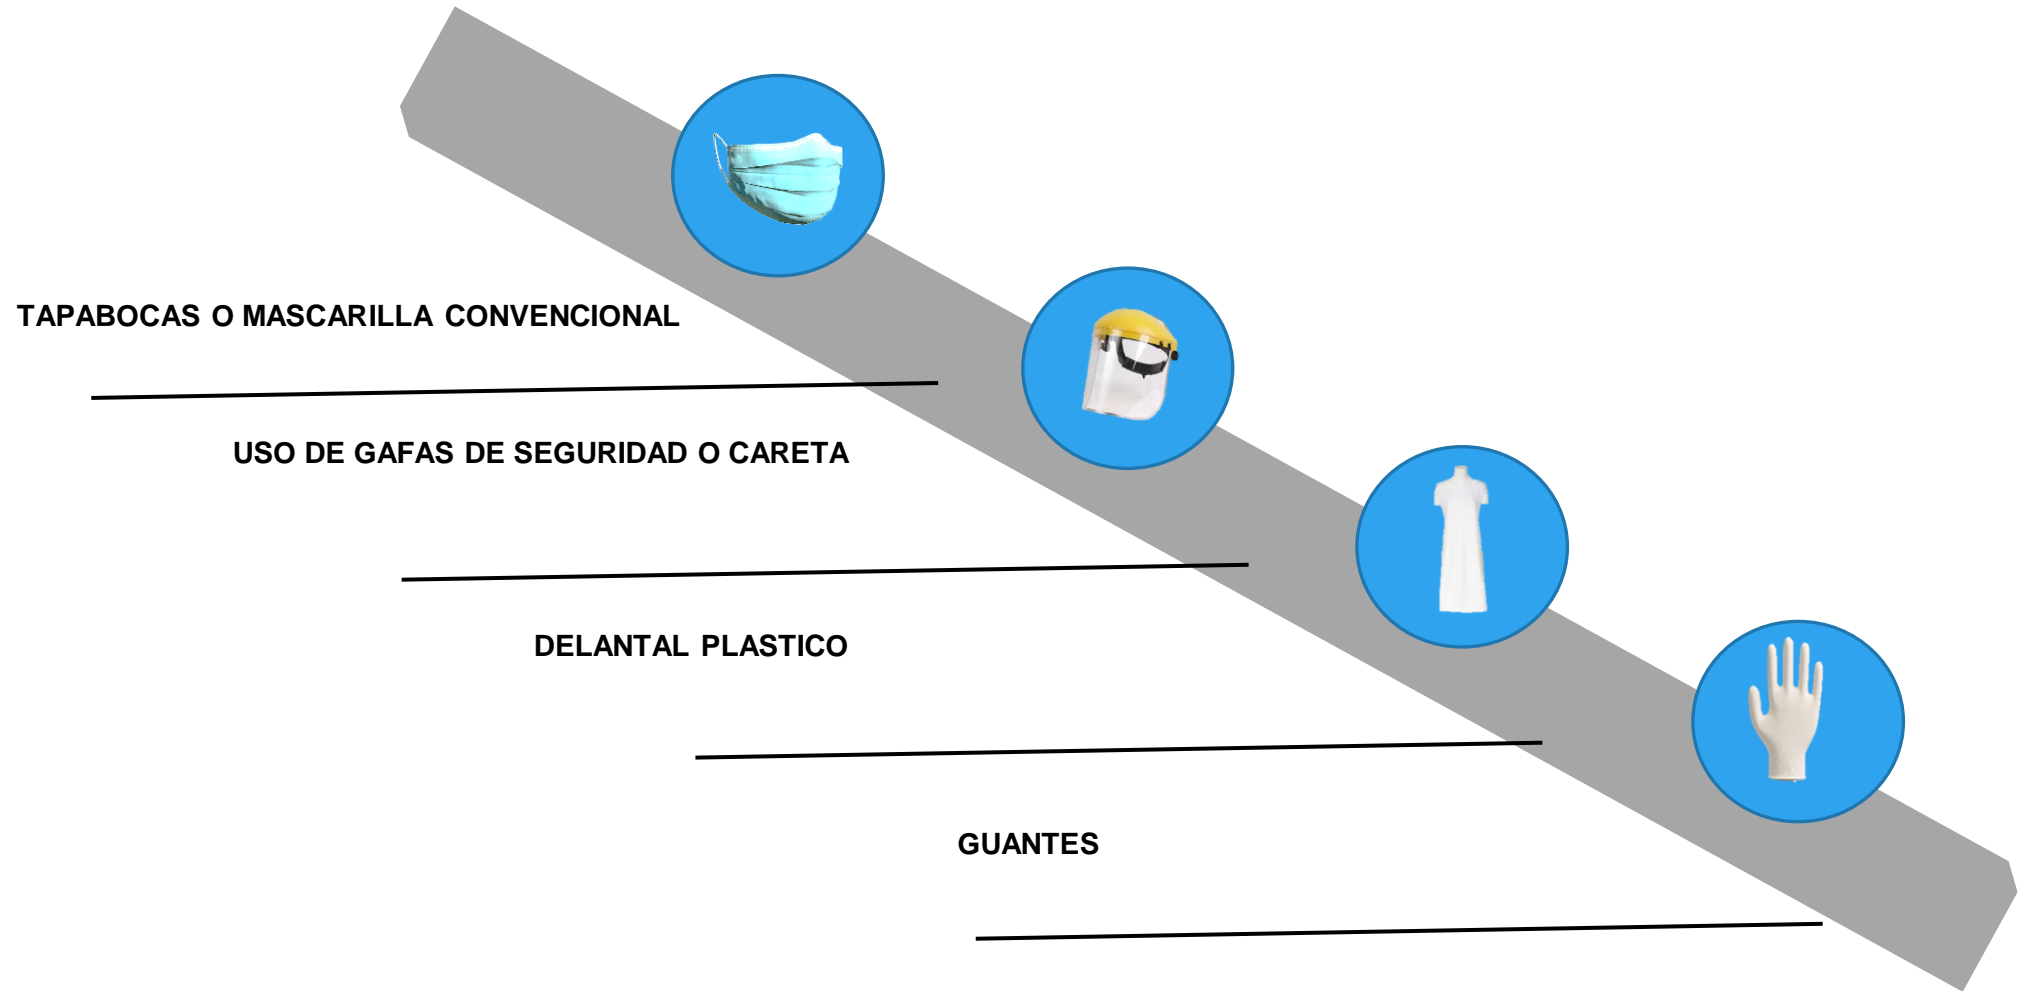 TAPABOCAS O MASCARILLA CONVENCIONAL
USO DE GAFAS DE SEGURIDAD O CARETA
DELANTAL PLASTICO
GUANTES